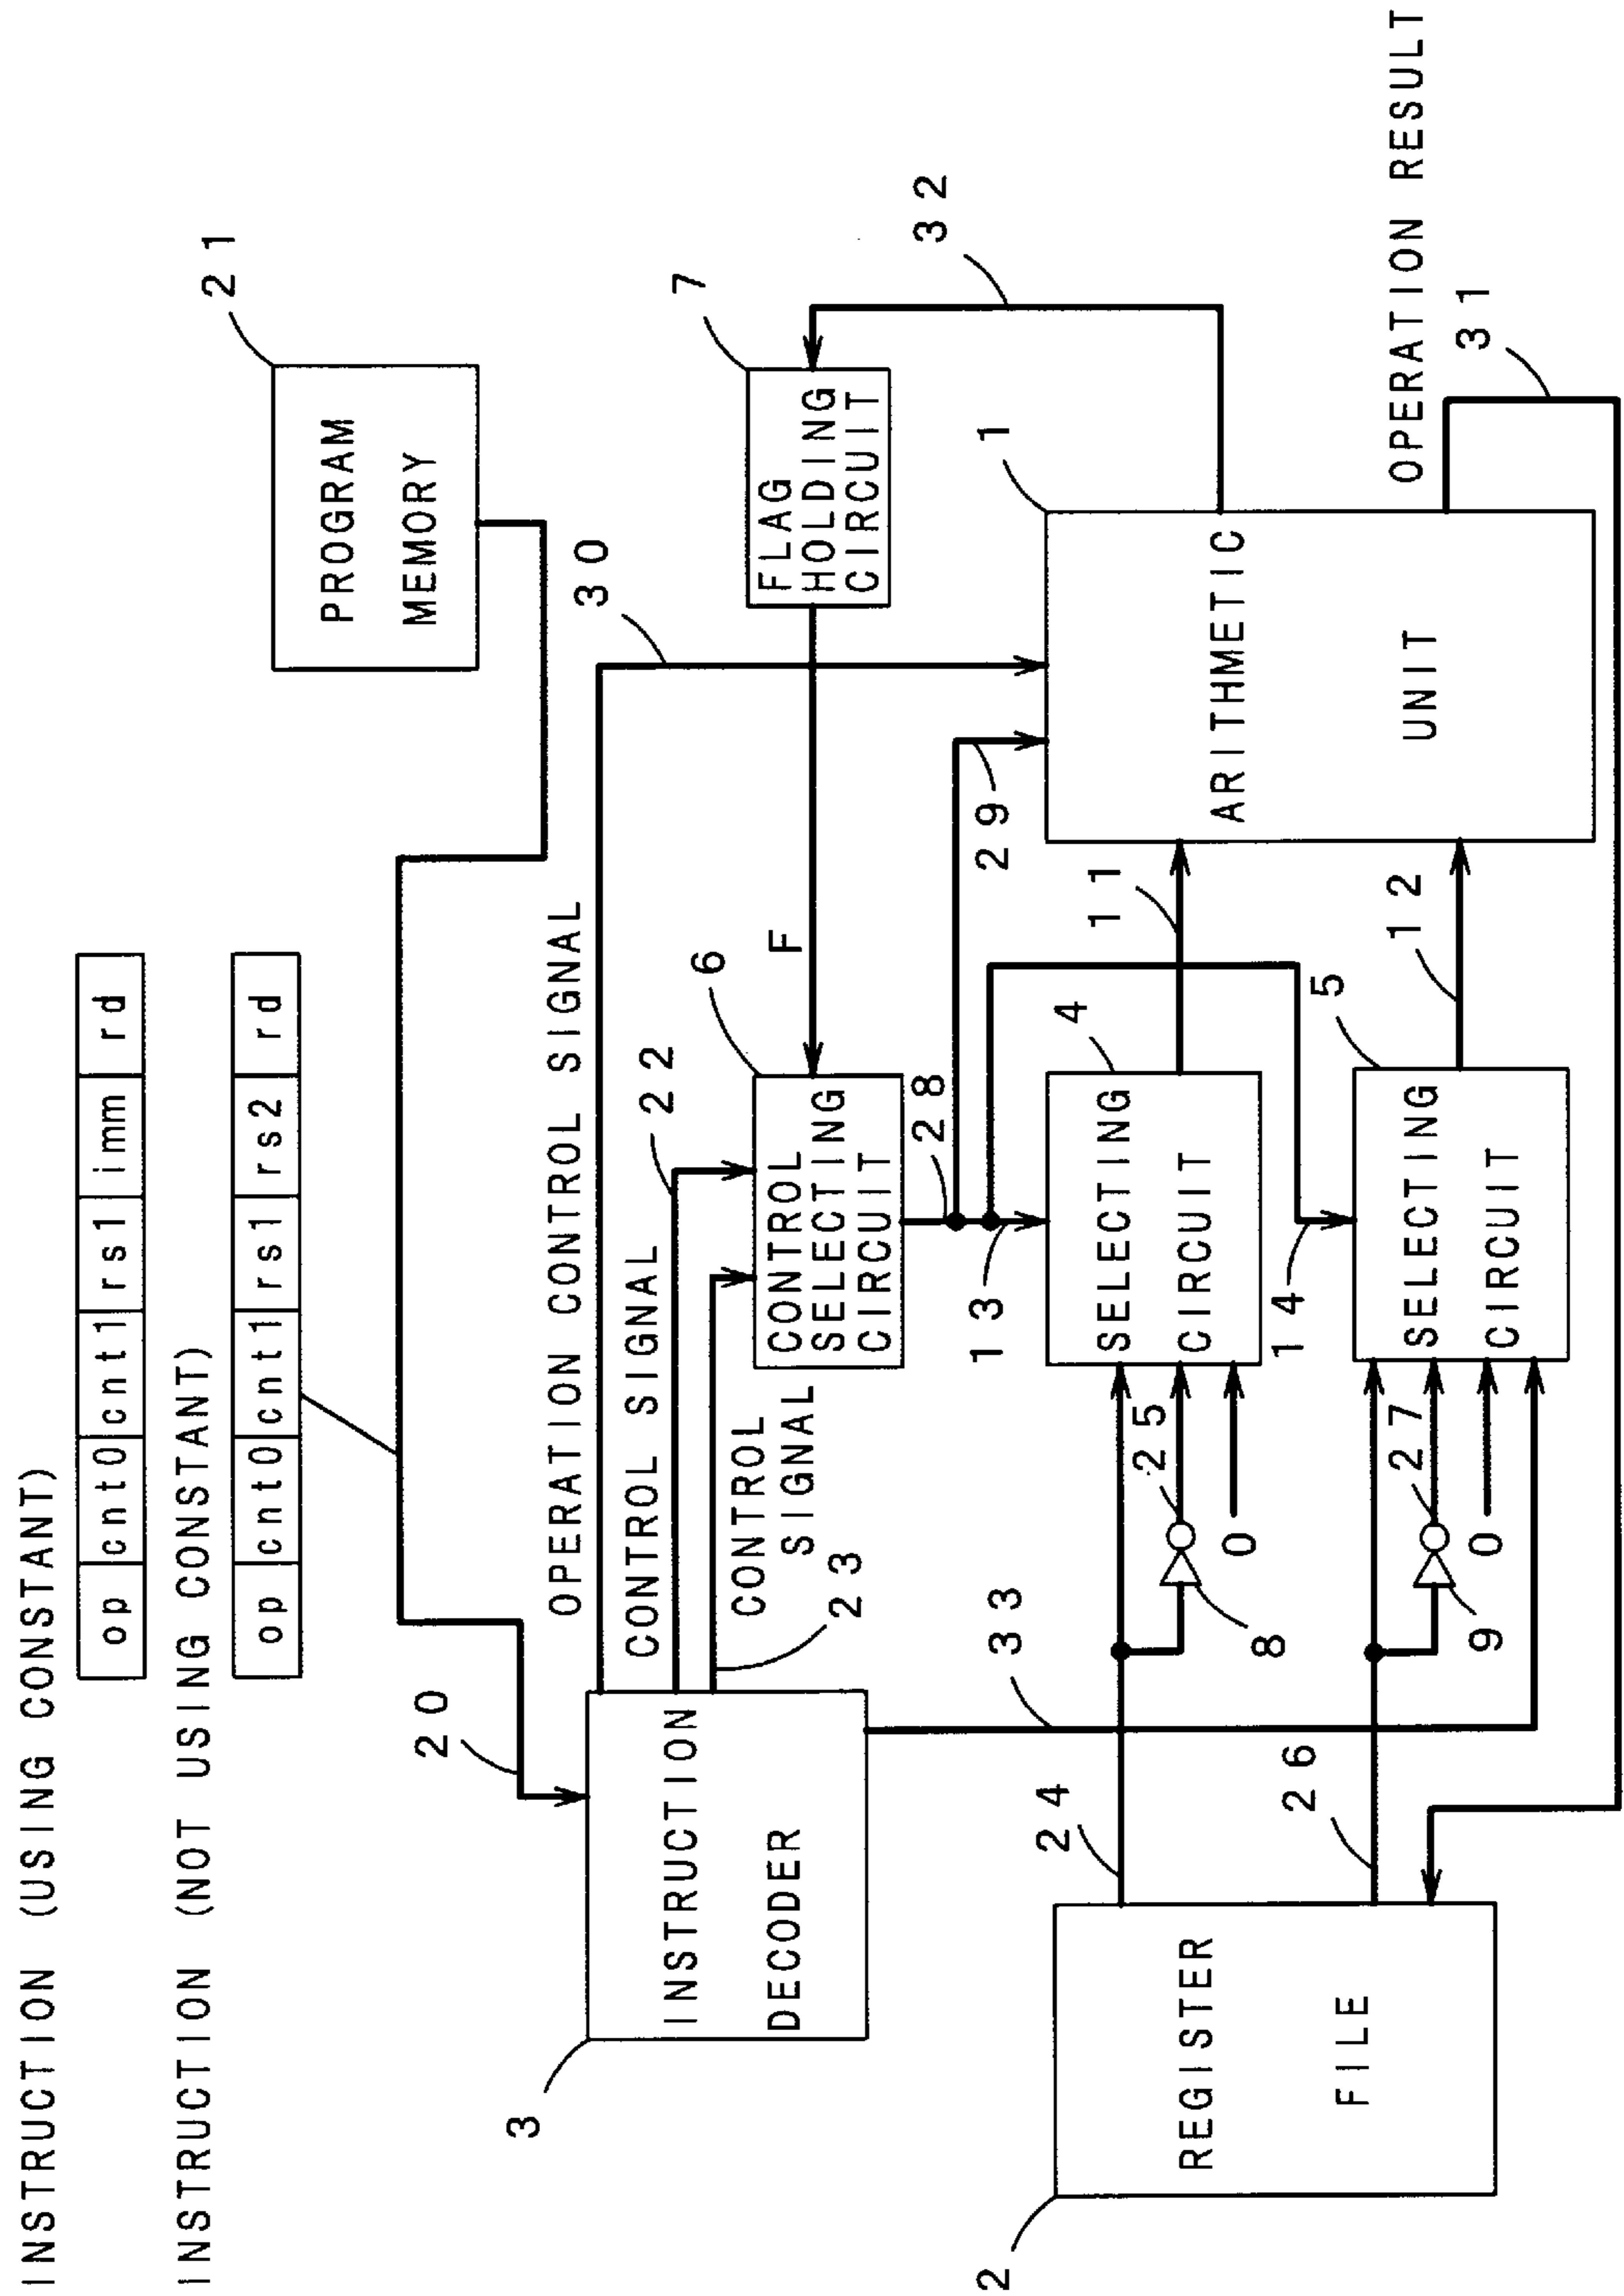 INSTRUCTION (USING CONSTANT)
op cnt0 cnt1 rs1 imm rd
INSTRUCTION (NOT USING CONSTANT)
op cnt0 cnt1 rs1 rs2 rd
21
PROGRAM
MEMORY
20
3
INSTRUCTION
DECODER
OPERATION CONTROL SIGNAL
30
CONTROL SIGNAL
22
CONTROL
SIGNAL
23
6
CONTROL
SELECTING
CIRCUIT
F
7
FLAG
HOLDING
CIRCUIT
32
28
29
13
33
2
REGISTER
FILE
24
8
25
0
4
SELECTING
CIRCUIT
11
1
ARITHMETIC
UNIT
26
9
27
0
14
5
SELECTING
CIRCUIT
12
OPERATION RESULT
31